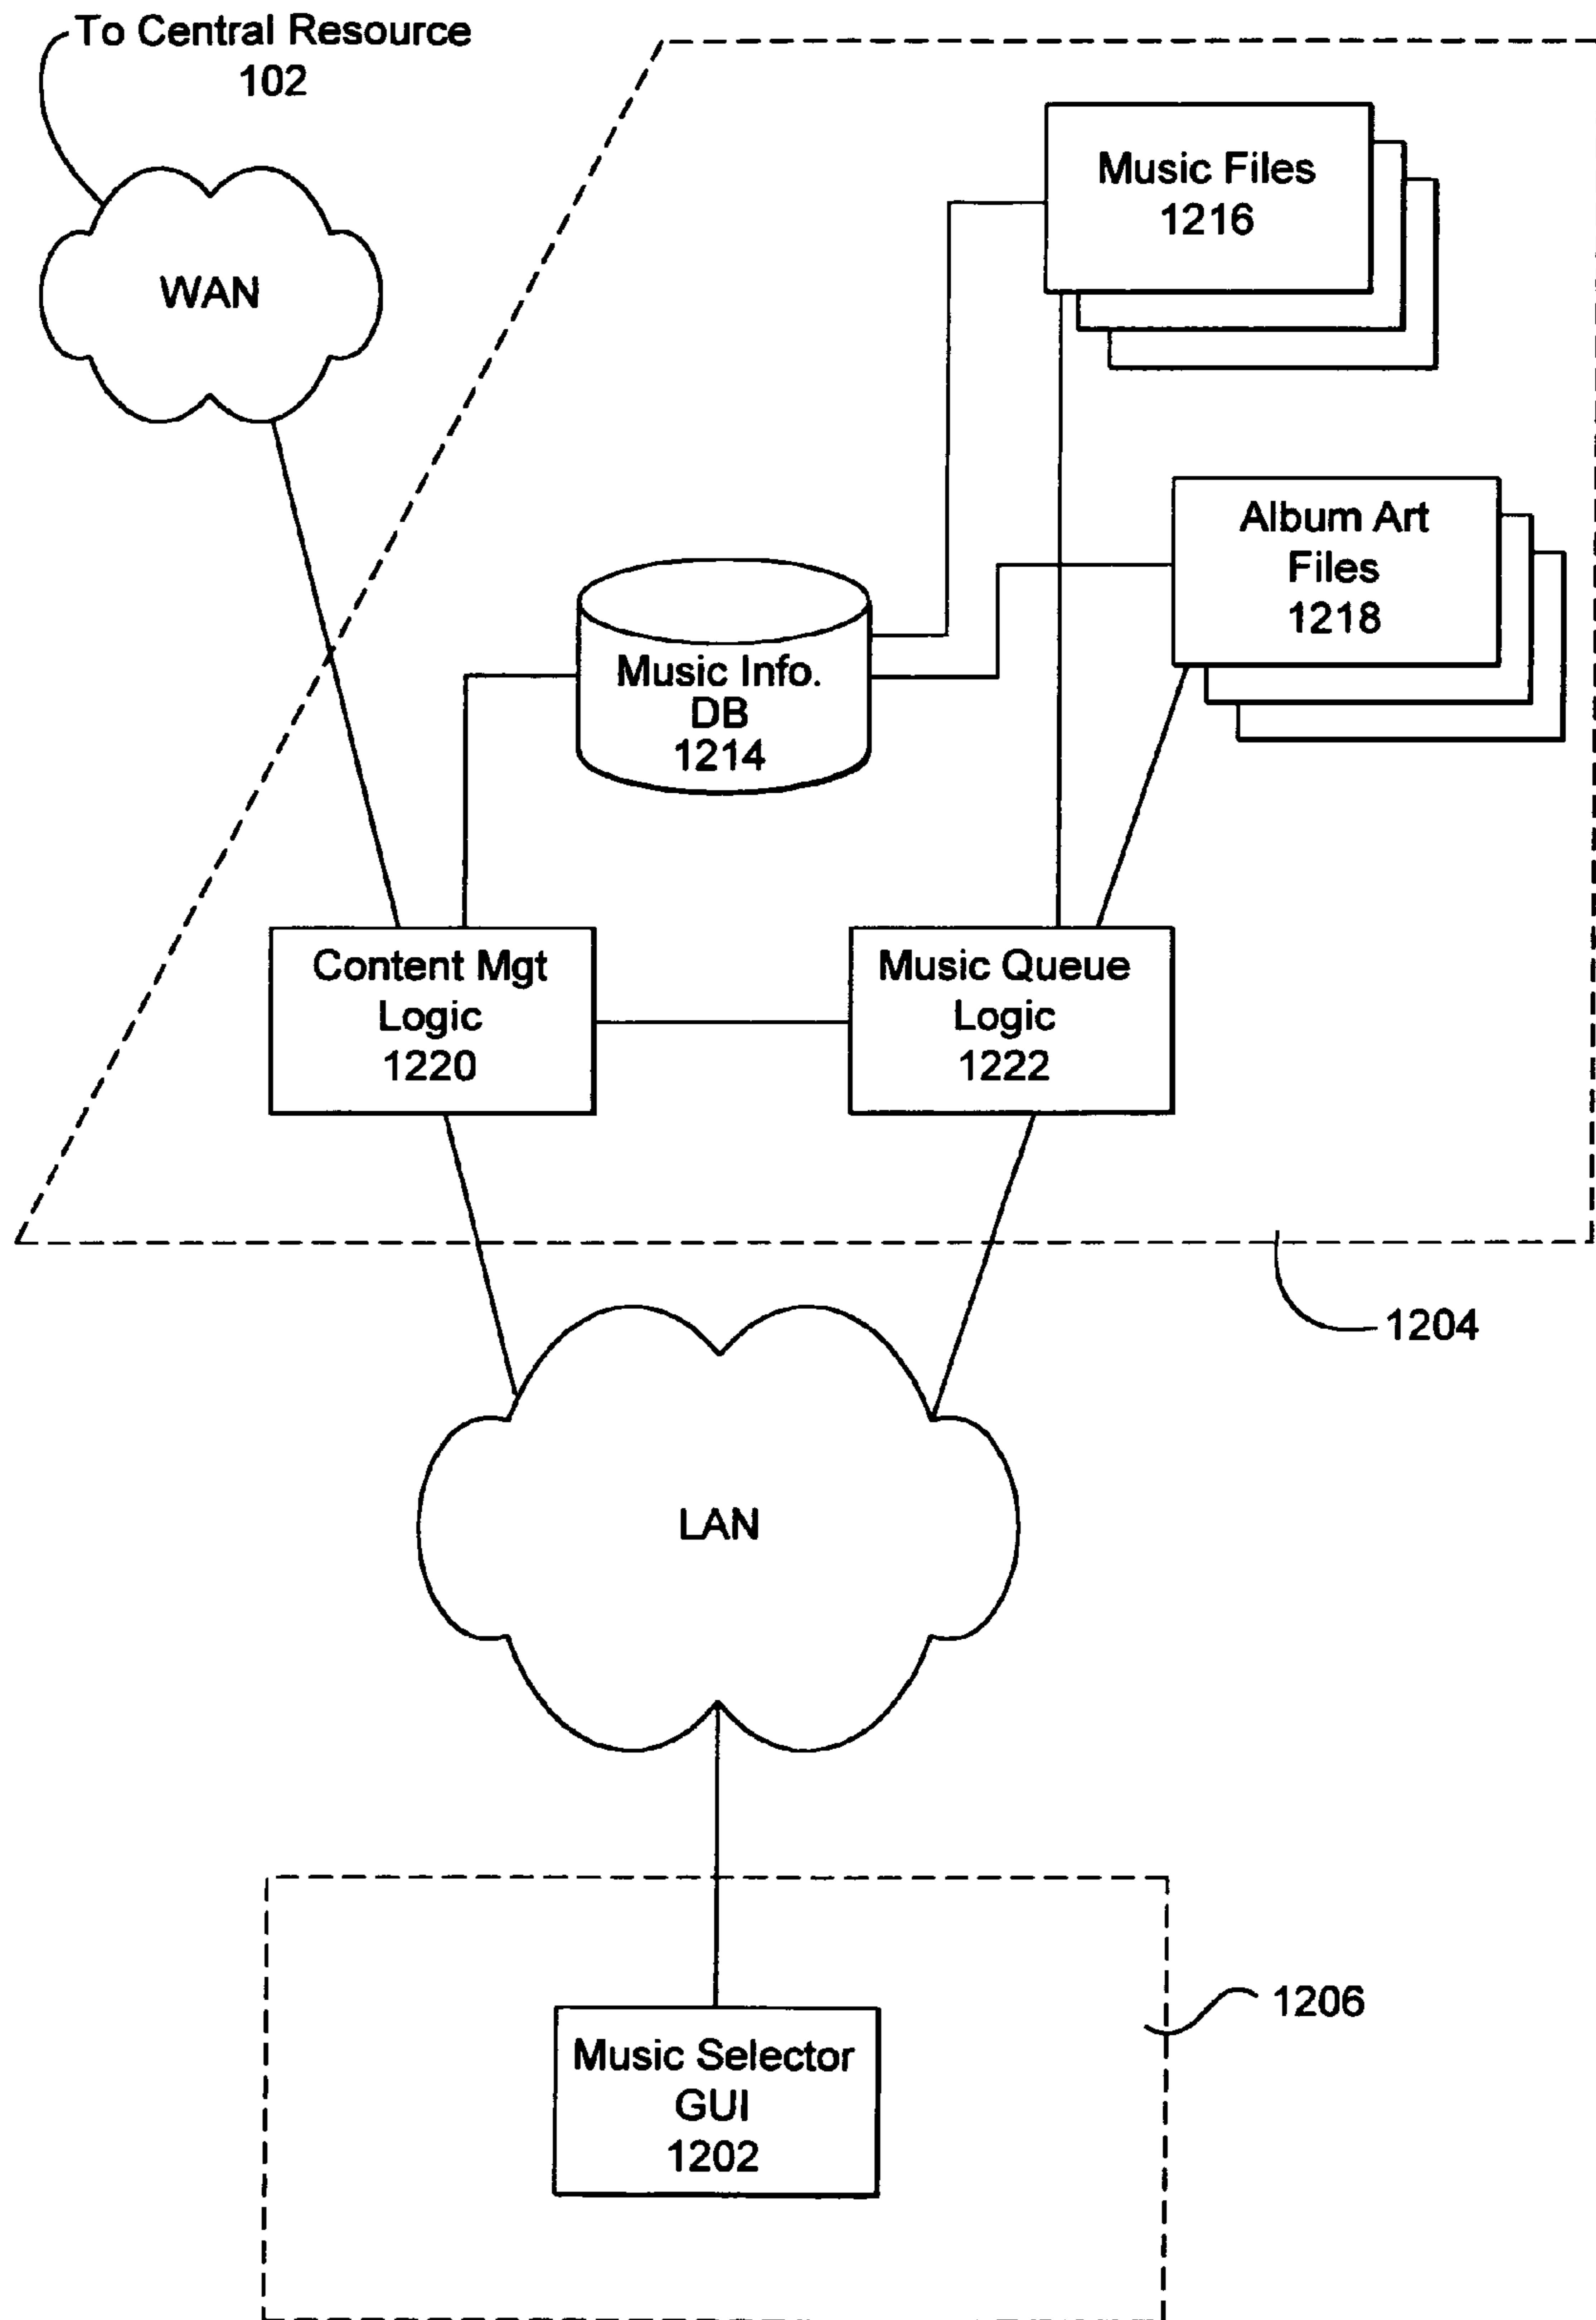 To Central Resource
102
WAN
Music Files
1216
Album Art
Files
1218
Music Info.
DB
1214
Content Mgt
Logic
1220
Music Queue
Logic
1222
1204
LAN
1206
Music Selector
GUI
1202